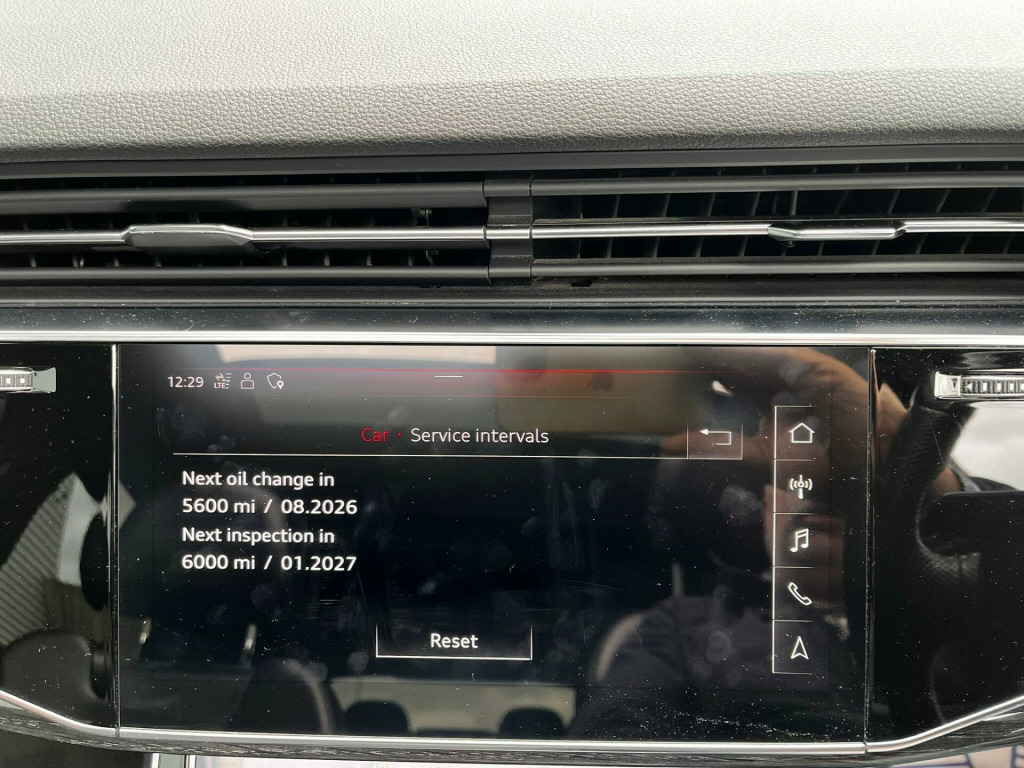 12:29 LTE
Car · Service intervals
Next oil change in
5600 mi / 08.2026
Next inspection in
6000 mi / 01.2027
Reset